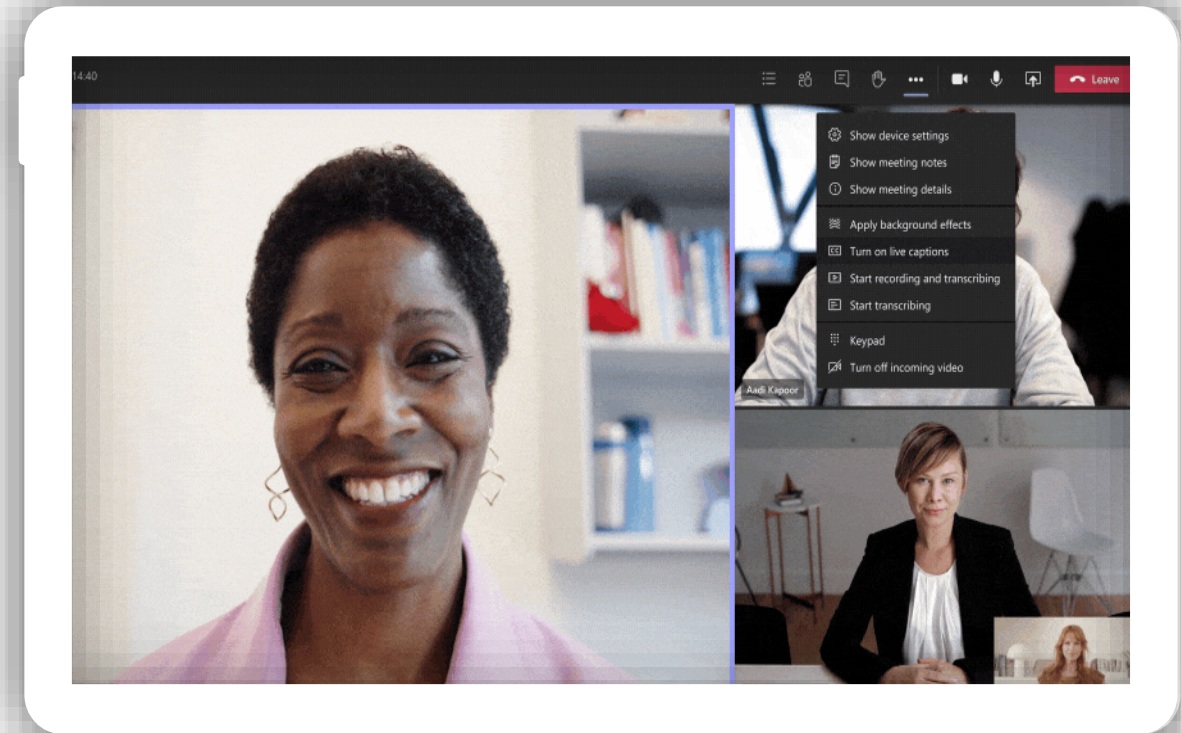 14:40
Leave
Show device settings
Show meeting notes
Show meeting details
Apply background effects
Turn on live captions
Start recording and transcribing
Start transcribing
Keypad
Turn off incoming video
Aadi Kapoor